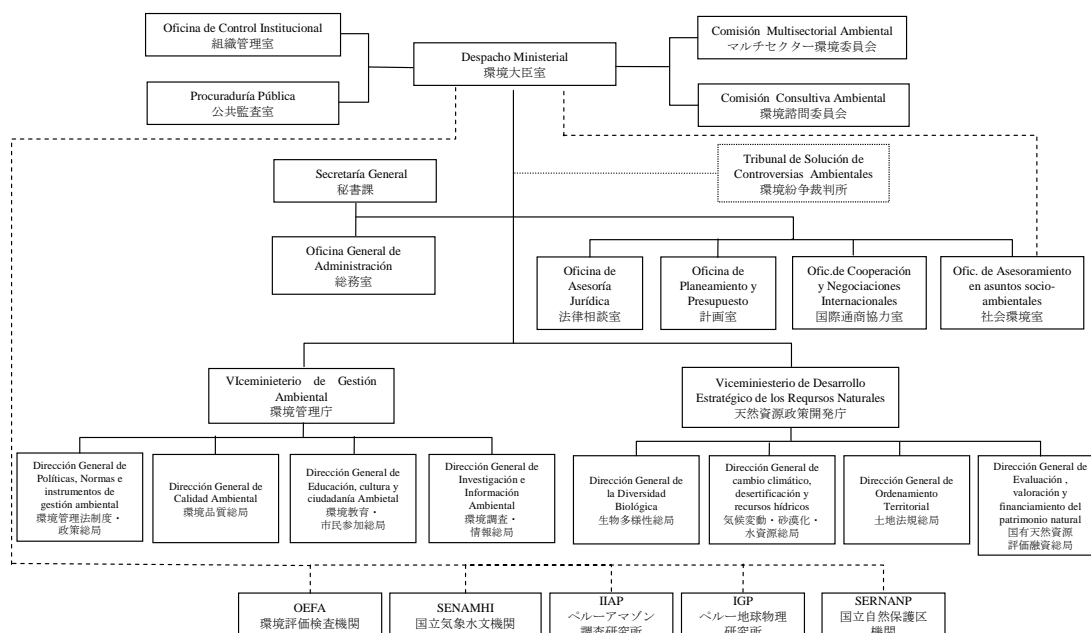 Oficina de Control Institucional
組織管理室
Procuraduría Pública
公共監査室
Despacho Ministerial
環境大臣室
Comisión Multisectorial Ambiental
マルチセクター環境委員会
Comisión Consultiva Ambiental
環境諮問委員会
Tribunal de Solución de
Controversias Ambientales
環境紛争裁判所
Secretaría General
秘書課
Oficina General de
Administración
総務室
Oficina de
Asesoría
Jurídica
法律相談室
Oficina de
Planeamiento y
Presupuesto
計画室
Ofic.de Cooperación
y Negociaciones
Internacionales
国際通商協力室
Ofic. de Asesoramiento
en asuntos socio-
ambientales
社会環境室
VIceminieterio de Gestión
Ambiental
環境管理庁
Viceminiesterio de Desarrollo
Estratégico de los Reqursos Naturales
天然資源政策開発庁
Dirección General de
Políticas, Normas e
instrumentos de
gestión ambiental
環境管理法制度・
政策総局
Dirección General de
Calidad Ambiental
環境品質総局
Dirección General de
Educación, cultura y
ciudadanía Ambietal
環境教育・
市民参加総局
Dirección General de
Investigación e
Información
Ambiental
環境調査・
情報総局
Dirección General de
la Diversidad
Biológica
生物多様性総局
Dirección General de
cambio climático,
desertificación y
recursos hídricos
気候変動・砂漠化・
水資源総局
Dirección General de
Ordenamiento
Territorial
土地法規総局
Dirección General de
Evaluación ,
valoración y
financiamiento del
patrimonio natural
国有天然資源
評価融資総局
OEFA
環境評価検査機関
SENAMHI
国立気象水文機関
IIAP
ペルーアマゾン
調査研究所
IGP
ペルー地球物理
研究所
SERNANP
国立自然保護区
機関